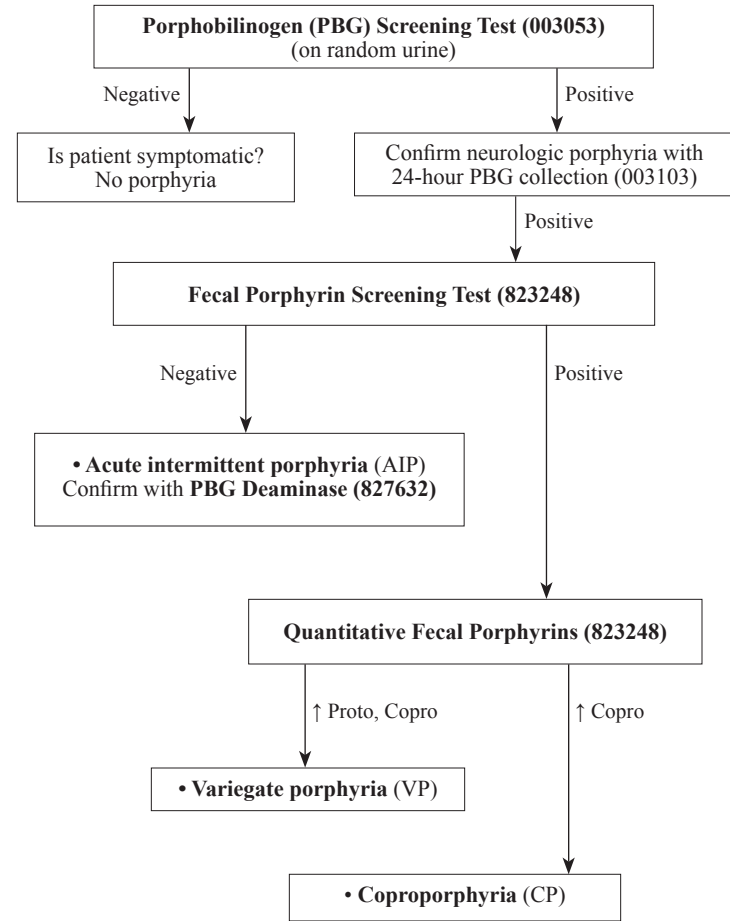 Porphobilinogen (PBG) Screening Test (003053)
(on random urine)
Negative
Positive
Is patient symptomatic?
No porphyria
Confirm neurologic porphyria with
24-hour PBG collection (003103)
Positive
Fecal Porphyrin Screening Test (823248)
Negative
Positive
• Acute intermittent porphyria (AIP)
Confirm with PBG Deaminase (827632)
Quantitative Fecal Porphyrins (823248)
↑ Proto, Copro
↑ Copro
• Variegate porphyria (VP)
• Coproporphyria (CP)